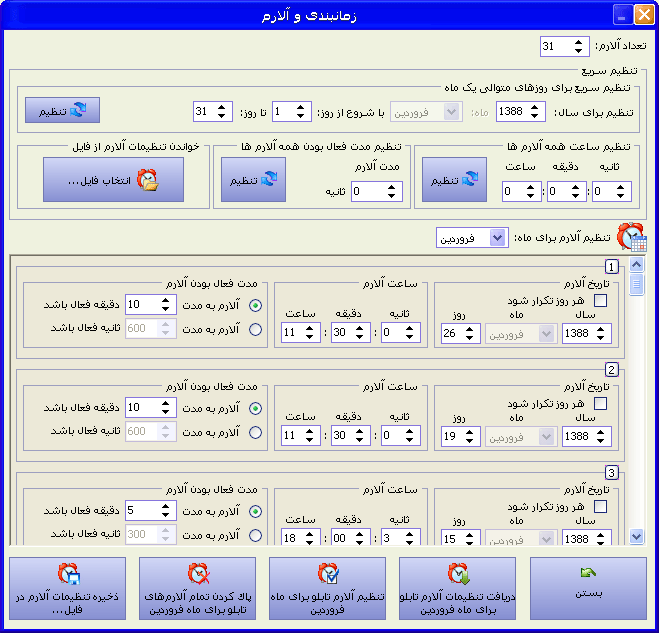 زمانبندی و آلارم
تعداد آلارم: 31
تنظیم سریع
تنظیم سریع برای روزهای متوالی یک ماه
تنظیم برای سال: 1388 ماه: فروردین با شروع از روز: 1 تا روز: 31 تنظیم
تنظیم ساعت همه آلارم ها
ثانیه دقیقه ساعت
0 : 0 : 0
تنظیم
تنظیم مدت فعال بودن همه آلارم ها
مدت آلارم
0 ثانیه
تنظیم
خواندن تنظیمات آلارم از فایل
انتخاب فایل...
تنظیم آلارم برای ماه: فروردین
1
تاریخ آلارم
هر روز تکرار شود
سال ماه روز
1388 فروردین 26
ساعت آلارم
ثانیه دقیقه ساعت
0 : 30 : 11
مدت فعال بودن آلارم
آلارم به مدت 10 دقیقه فعال باشد
آلارم به مدت 600 ثانیه فعال باشد
2
تاریخ آلارم
هر روز تکرار شود
سال ماه روز
1388 فروردین 19
ساعت آلارم
ثانیه دقیقه ساعت
0 : 30 : 11
مدت فعال بودن آلارم
آلارم به مدت 10 دقیقه فعال باشد
آلارم به مدت 600 ثانیه فعال باشد
3
تاریخ آلارم
هر روز تکرار شود
سال ماه روز
1388 فروردین 15
ساعت آلارم
ثانیه دقیقه ساعت
3 : 00 : 18
مدت فعال بودن آلارم
آلارم به مدت 5 دقیقه فعال باشد
آلارم به مدت 300 ثانیه فعال باشد
بستن
دریافت تنظیمات آلارم تابلو
برای ماه فروردین
تنظیم آلارم تابلو برای ماه
فروردین
پاک کردن تمام آلارم‌های
تابلو برای ماه فروردین
ذخیره تنظیمات آلارم در
فایل...